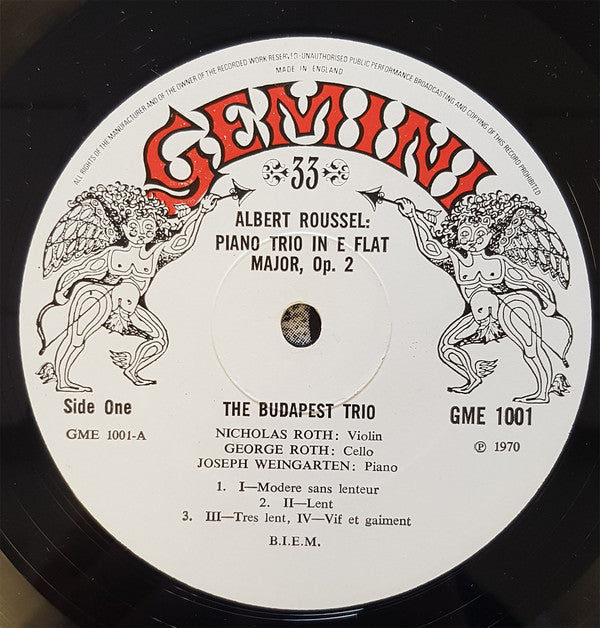 ALL RIGHTS OF THE MANUFACTURER AND OF THE OWNER OF THE RECORDED WORK RESERVED-UNAUTHORISED PUBLIC PERFORMANCE BROADCASTING AND COPYING OF THIS RECORD PROHIBITED
MADE IN ENGLAND
GEMINI
33
ALBERT ROUSSEL:
PIANO TRIO IN E FLAT
MAJOR, Op. 2
Side One
THE BUDAPEST TRIO
GME 1001
GME 1001-A
℗ 1970
NICHOLAS ROTH: Violin
GEORGE ROTH: Cello
JOSEPH WEINGARTEN: Piano
1. I—Modere sans lenteur
2. II—Lent
3. III—Tres lent, IV—Vif et gaiment
B.I.E.M.